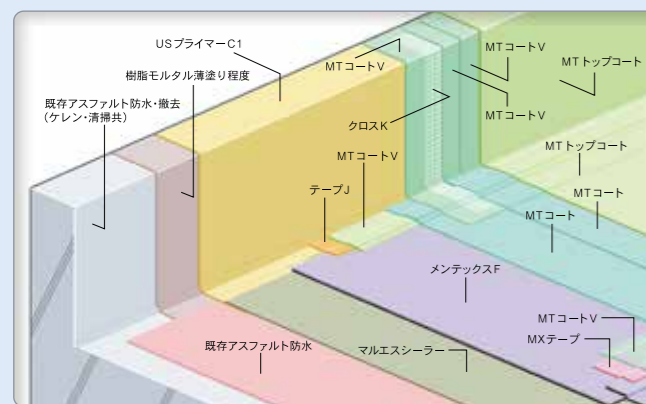 USプライマーC1
MTコートV
樹脂モルタル薄塗り程度
MTコートV
MTトップコート
既存アスファルト防水・撤去
(ケレン・清掃共)
MTコートV
クロスK
MTコートV
MTトップコート
テープJ
MTコート
MTコート
メンテックスF
MTコートV
MXテープ
既存アスファルト防水
マルエスシーラー